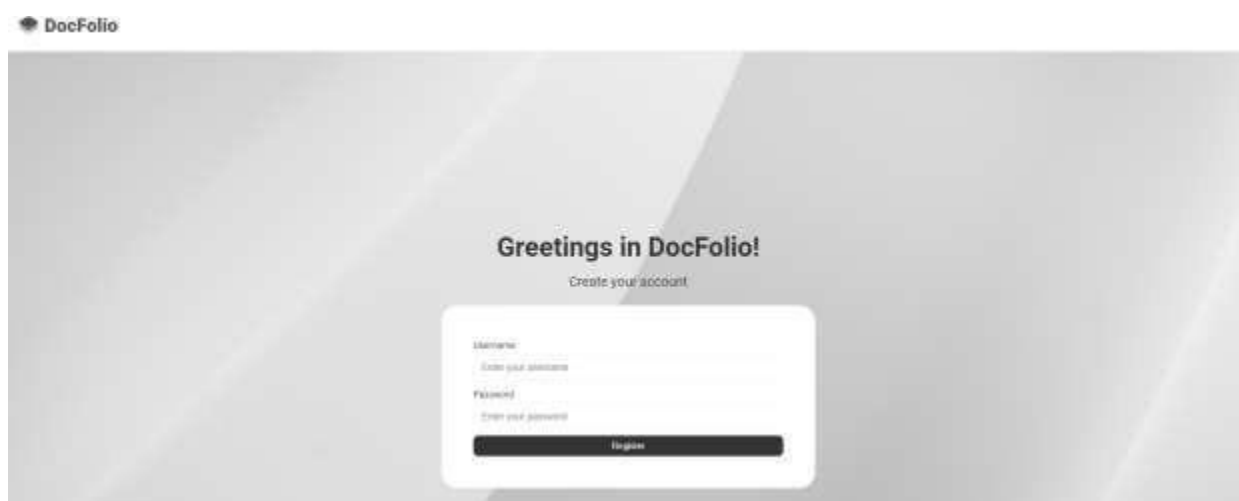 DocFolio
Greetings in DocFolio!
Create your account
Username
Enter your username
Password
Enter your password
Register